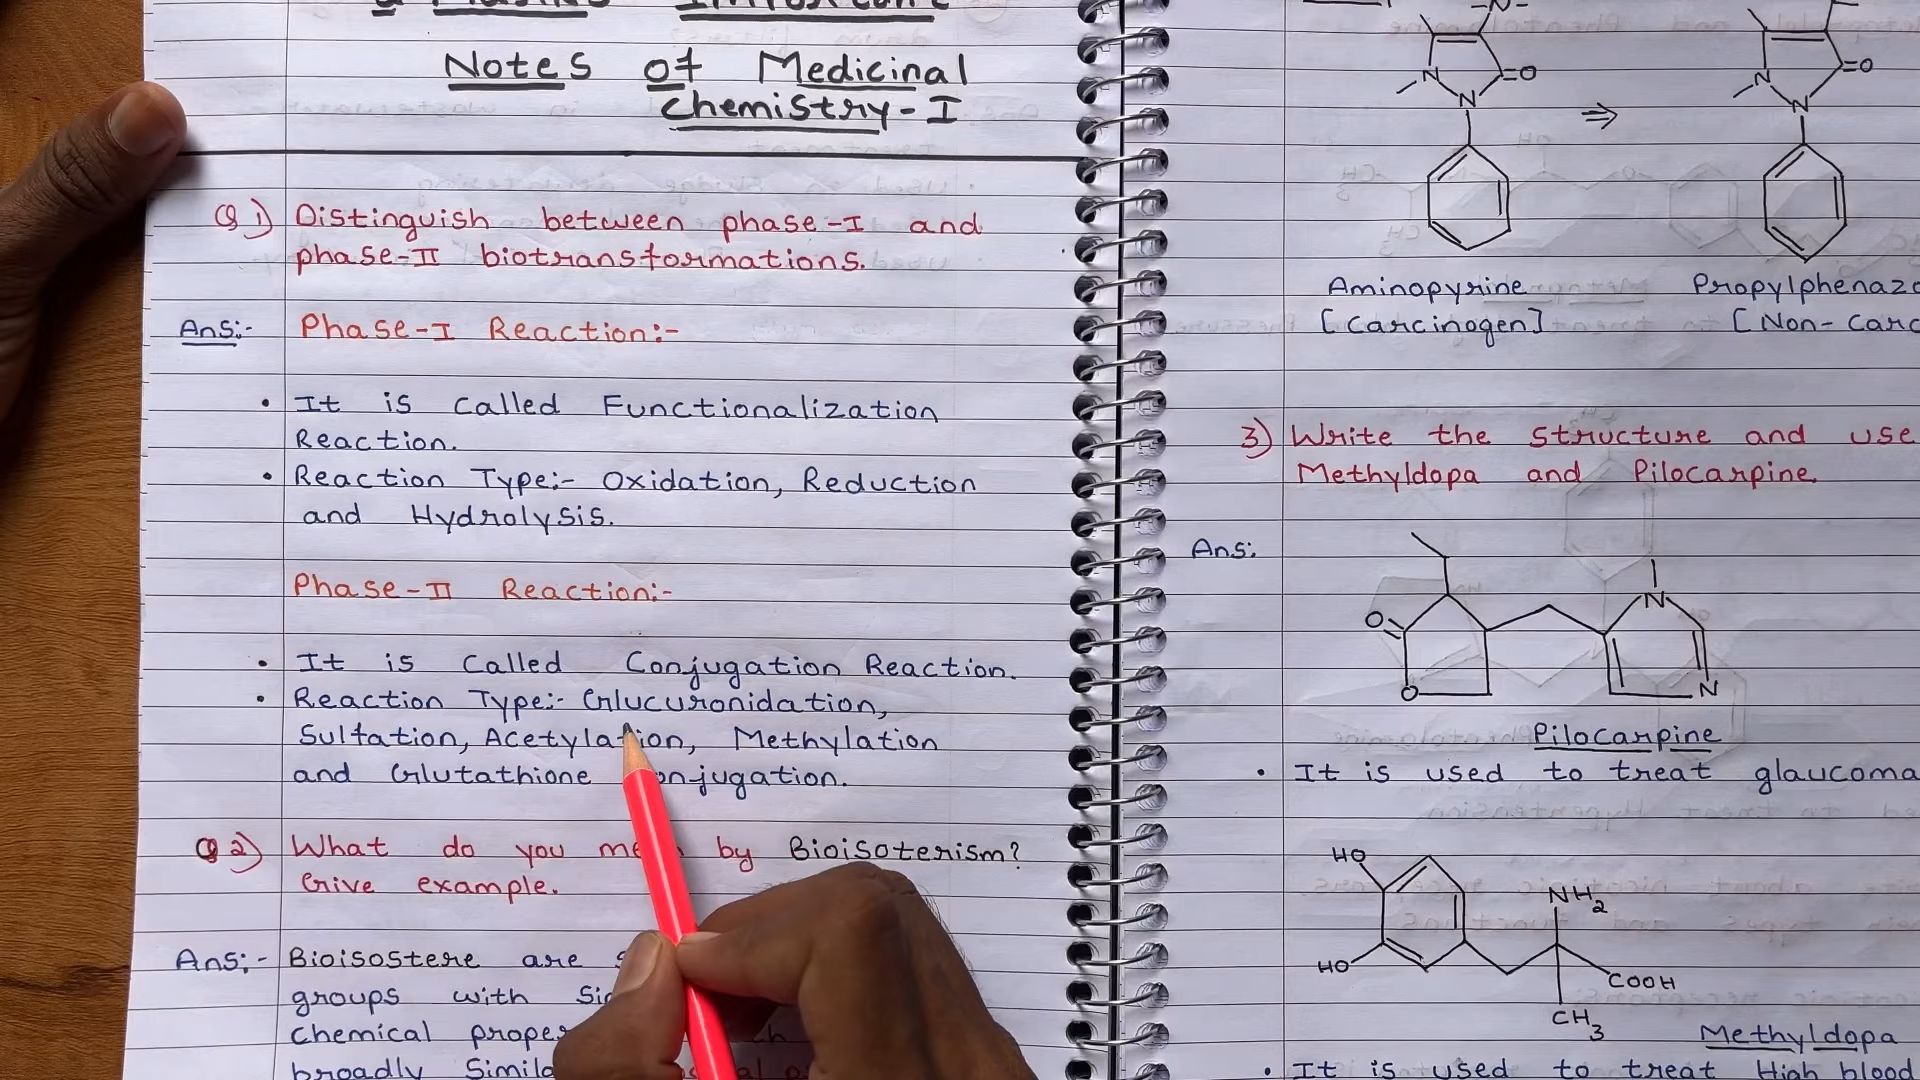 Notes of Medicinal
Chemistry-I
Q 1) Distinguish between phase-I and
phase-II biotransformations.
Ans:- Phase-I Reaction:-
• It is called Functionalization
Reaction.
• Reaction Type:- Oxidation, Reduction
and Hydrolysis.
Phase-II Reaction:-
• It is called Conjugation Reaction.
• Reaction Type:- Glucuronidation,
Sulfation, Acetylation, Methylation
and Glutathione conjugation.
Q 2) What do you mean by Bioisoterism?
Give example.
Ans:- Bioisostere are
groups with
chemical
broadly
N
N
N
O
⇒
N
N
O
Aminopyrine
[Carcinogen]
[Non-
3) Write the structure and use
Methyldopa and Pilocarpine.
Ans:
O
O
N
N
Pilocarpine
• It is used to treat glaucoma
HO
HO
NH2
COOH
CH3
Methyldopa
• It is used to treat High blood